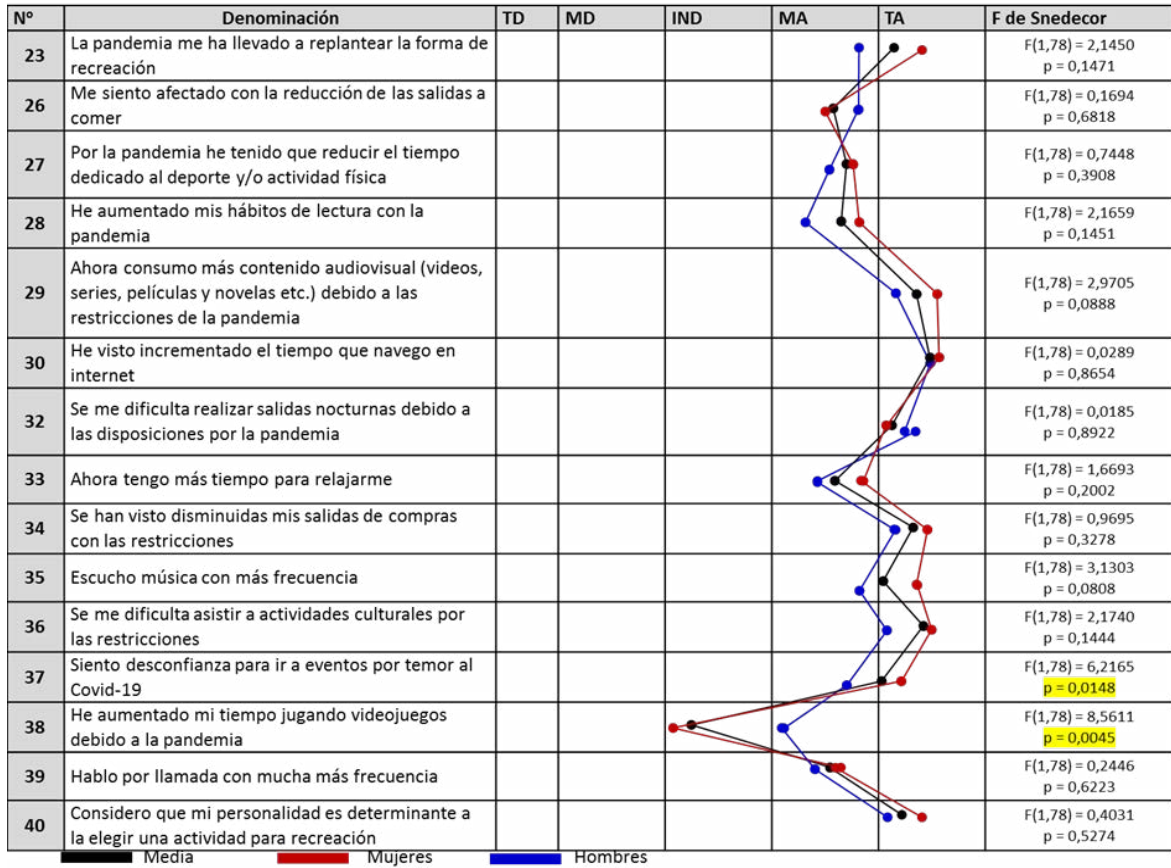 Nº Denominación TD MD IND MA TA F de Snedecor
23 La pandemia me ha llevado a replantear la forma de recreación F(1,78) = 2,1450 p = 0,1471
26 Me siento afectado con la reducción de las salidas a comer F(1,78) = 0,1694 p = 0,6818
27 Por la pandemia he tenido que reducir el tiempo dedicado al deporte y/o actividad física F(1,78) = 0,7448 p = 0,3908
28 He aumentado mis hábitos de lectura con la pandemia F(1,78) = 2,1659 p = 0,1451
29 Ahora consumo más contenido audiovisual (videos, series, películas y novelas etc.) debido a las restricciones de la pandemia F(1,78) = 2,9705 p = 0,0888
30 He visto incrementado el tiempo que navego en internet F(1,78) = 0,0289 p = 0,8654
32 Se me dificulta realizar salidas nocturnas debido a las disposiciones por la pandemia F(1,78) = 0,0185 p = 0,8922
33 Ahora tengo más tiempo para relajarme F(1,78) = 1,6693 p = 0,2002
34 Se han visto disminuidas mis salidas de compras con las restricciones F(1,78) = 0,9695 p = 0,3278
35 Escucho música con más frecuencia F(1,78) = 3,1303 p = 0,0808
36 Se me dificulta asistir a actividades culturales por las restricciones F(1,78) = 2,1740 p = 0,1444
37 Siento desconfianza para ir a eventos por temor al Covid-19 F(1,78) = 6,2165 p = 0,0148
38 He aumentado mi tiempo jugando videojuegos debido a la pandemia F(1,78) = 8,5611 p = 0,0045
39 Hablo por llamada con mucha más frecuencia F(1,78) = 0,2446 p = 0,6223
40 Considero que mi personalidad es determinante a la elegir una actividad para recreación F(1,78) = 0,4031 p = 0,5274
Media Mujeres Hombres